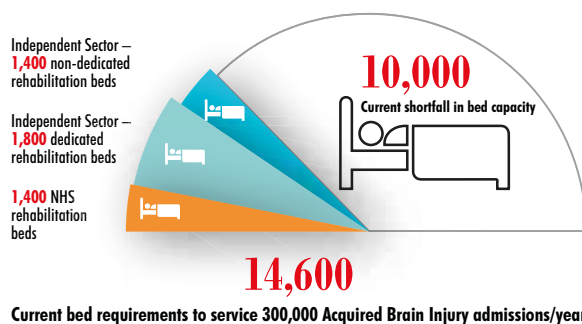 Independent Sector –
1,400 non-dedicated
rehabilitation beds
Independent Sector –
1,800 dedicated
rehabilitation beds
1,400 NHS
rehabilitation
beds
10,000
Current shortfall in bed capacity
14,600
Current bed requirements to service 300,000 Acquired Brain Injury admissions/year